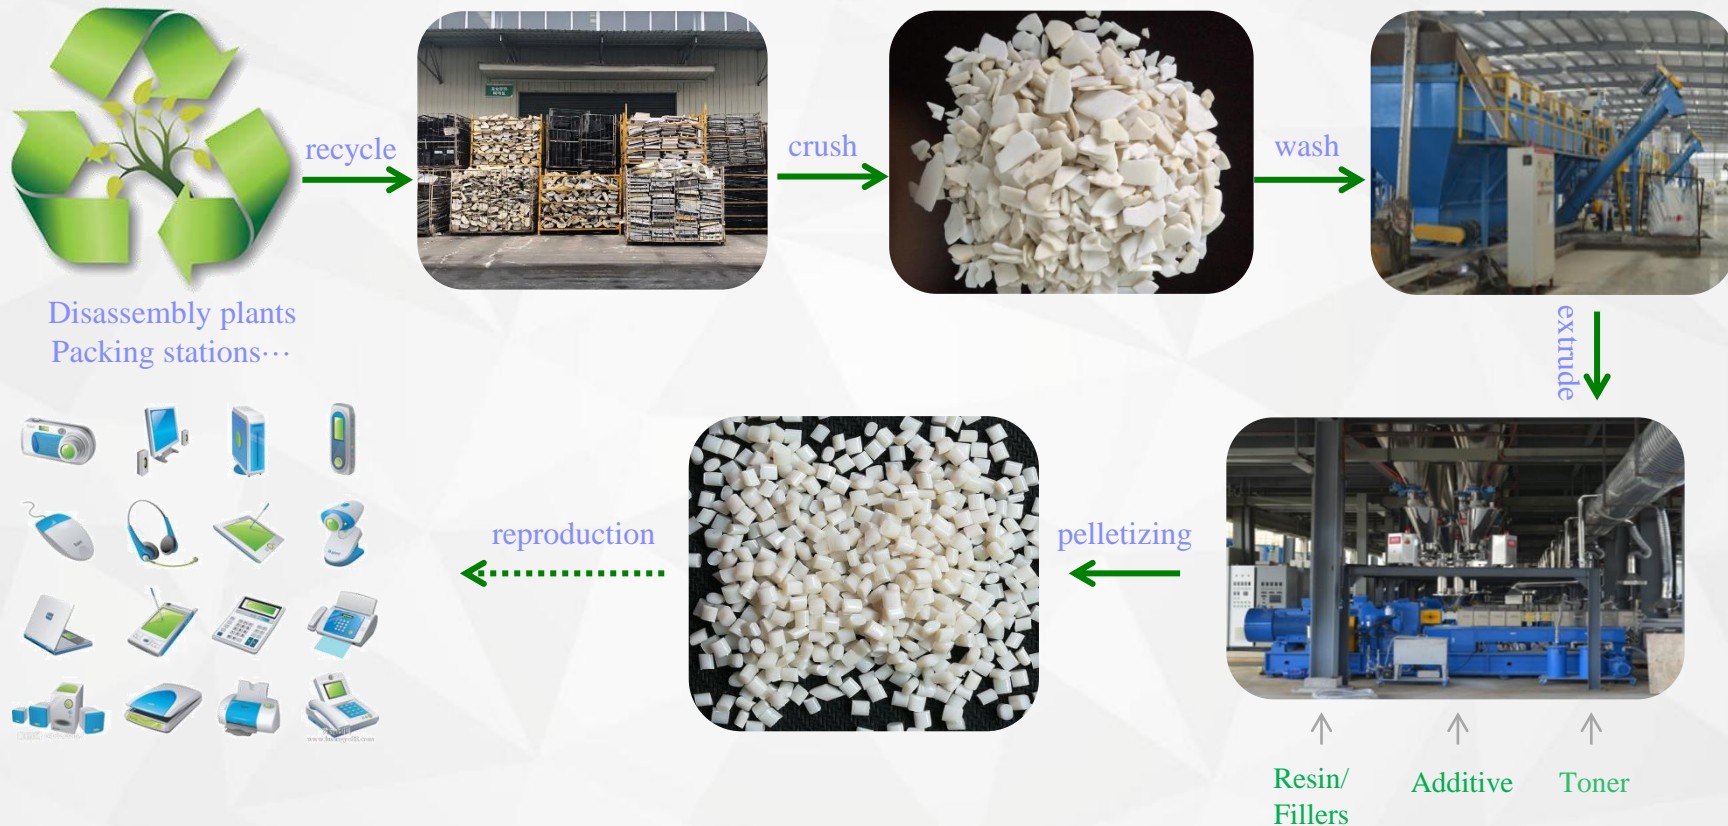 recycle
crush
wash
Disassembly plants
Packing stations···
extrude
reproduction
pelletizing
Resin/
Fillers
Additive
Toner